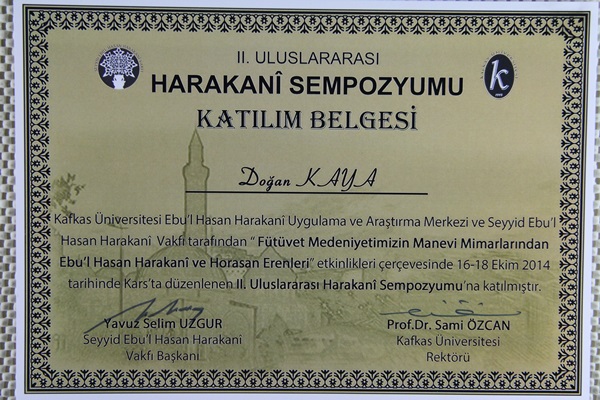 II. ULUSLARARASI
HARAKANÎ SEMPOZYUMU
KATILIM BELGESİ
Doğan KAYA
Kafkas Üniversitesi Ebu'l Hasan Harakanî Uygulama ve Araştırma Merkezi ve Seyyid Ebu'l
Hasan Harakanî Vakfı tarafından " Fütüvet Medeniyetimizin Manevi Mimarlarından
Ebu'l Hasan Harakanî ve Horasan Erenleri" etkinlikleri çerçevesinde 16-18 Ekim 2014
tarihinde Kars'ta düzenlenen II. Uluslararası Harakanî Sempozyumu'na katılmıştır.
Yavuz Selim UZGUR
Seyyid Ebu'l Hasan Harakani
Vakfı Başkanı
Prof.Dr. Sami ÖZCAN
Kafkas Üniversitesi
Rektörü